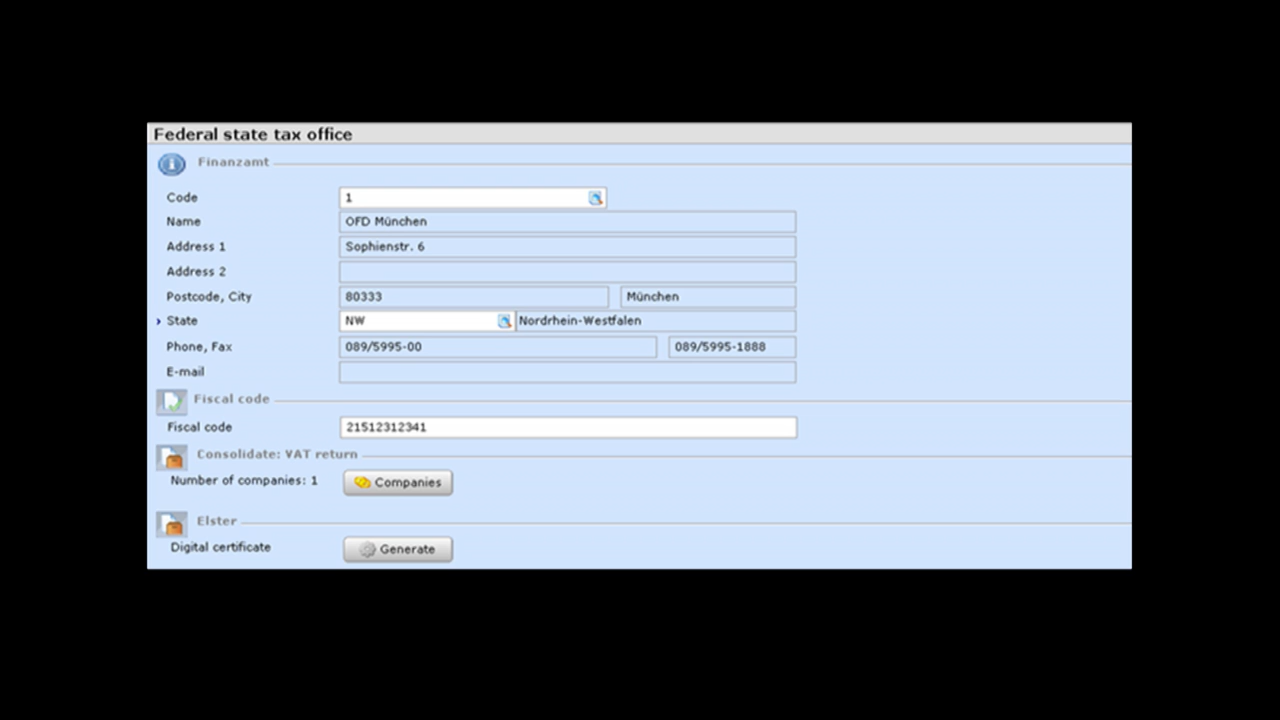 Federal state tax office
Finanzamt
Code 1
Name OFD München
Address 1 Sophienstr. 6
Address 2
Postcode, City 80333 München
State NW Nordrhein-Westfalen
Phone, Fax 089/5995-00 089/5995-1888
E-mail
Fiscal code
Fiscal code 21512312341
Consolidate: VAT return
Number of companies: 1 Companies
Elster
Digital certificate Generate